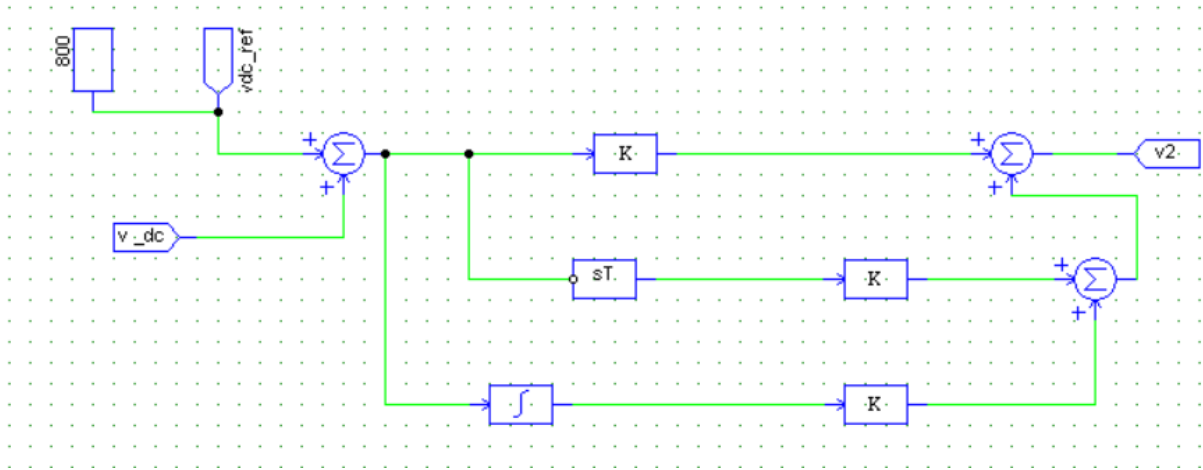 800
vdc_ref
+
Σ
+
K
+
Σ
+
v2
v_dc
sT
K
+
Σ
+
∫
K